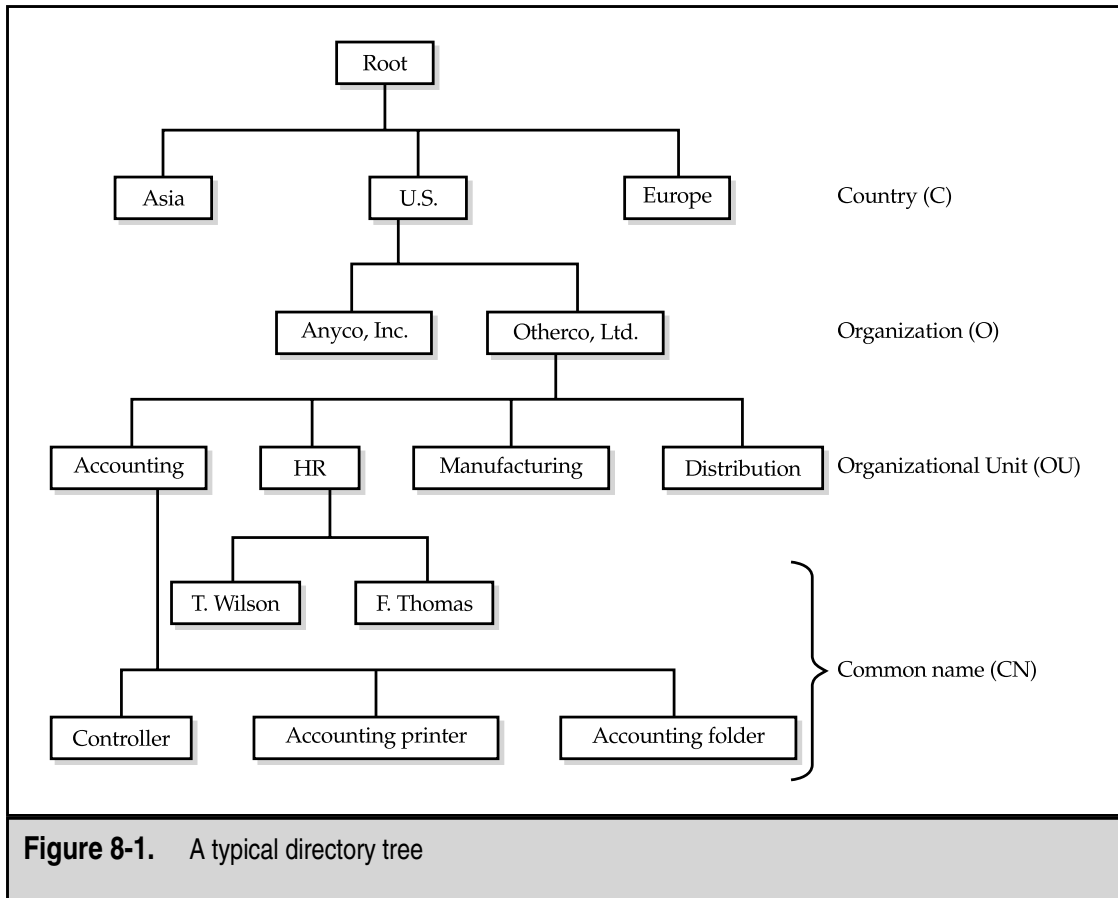 Root
Asia
U.S.
Europe
Country (C)
Anyco, Inc.
Otherco, Ltd.
Organization (O)
Accounting
HR
Manufacturing
Distribution
Organizational Unit (OU)
T. Wilson
F. Thomas
Common name (CN)
Controller
Accounting printer
Accounting folder
Figure 8-1. A typical directory tree